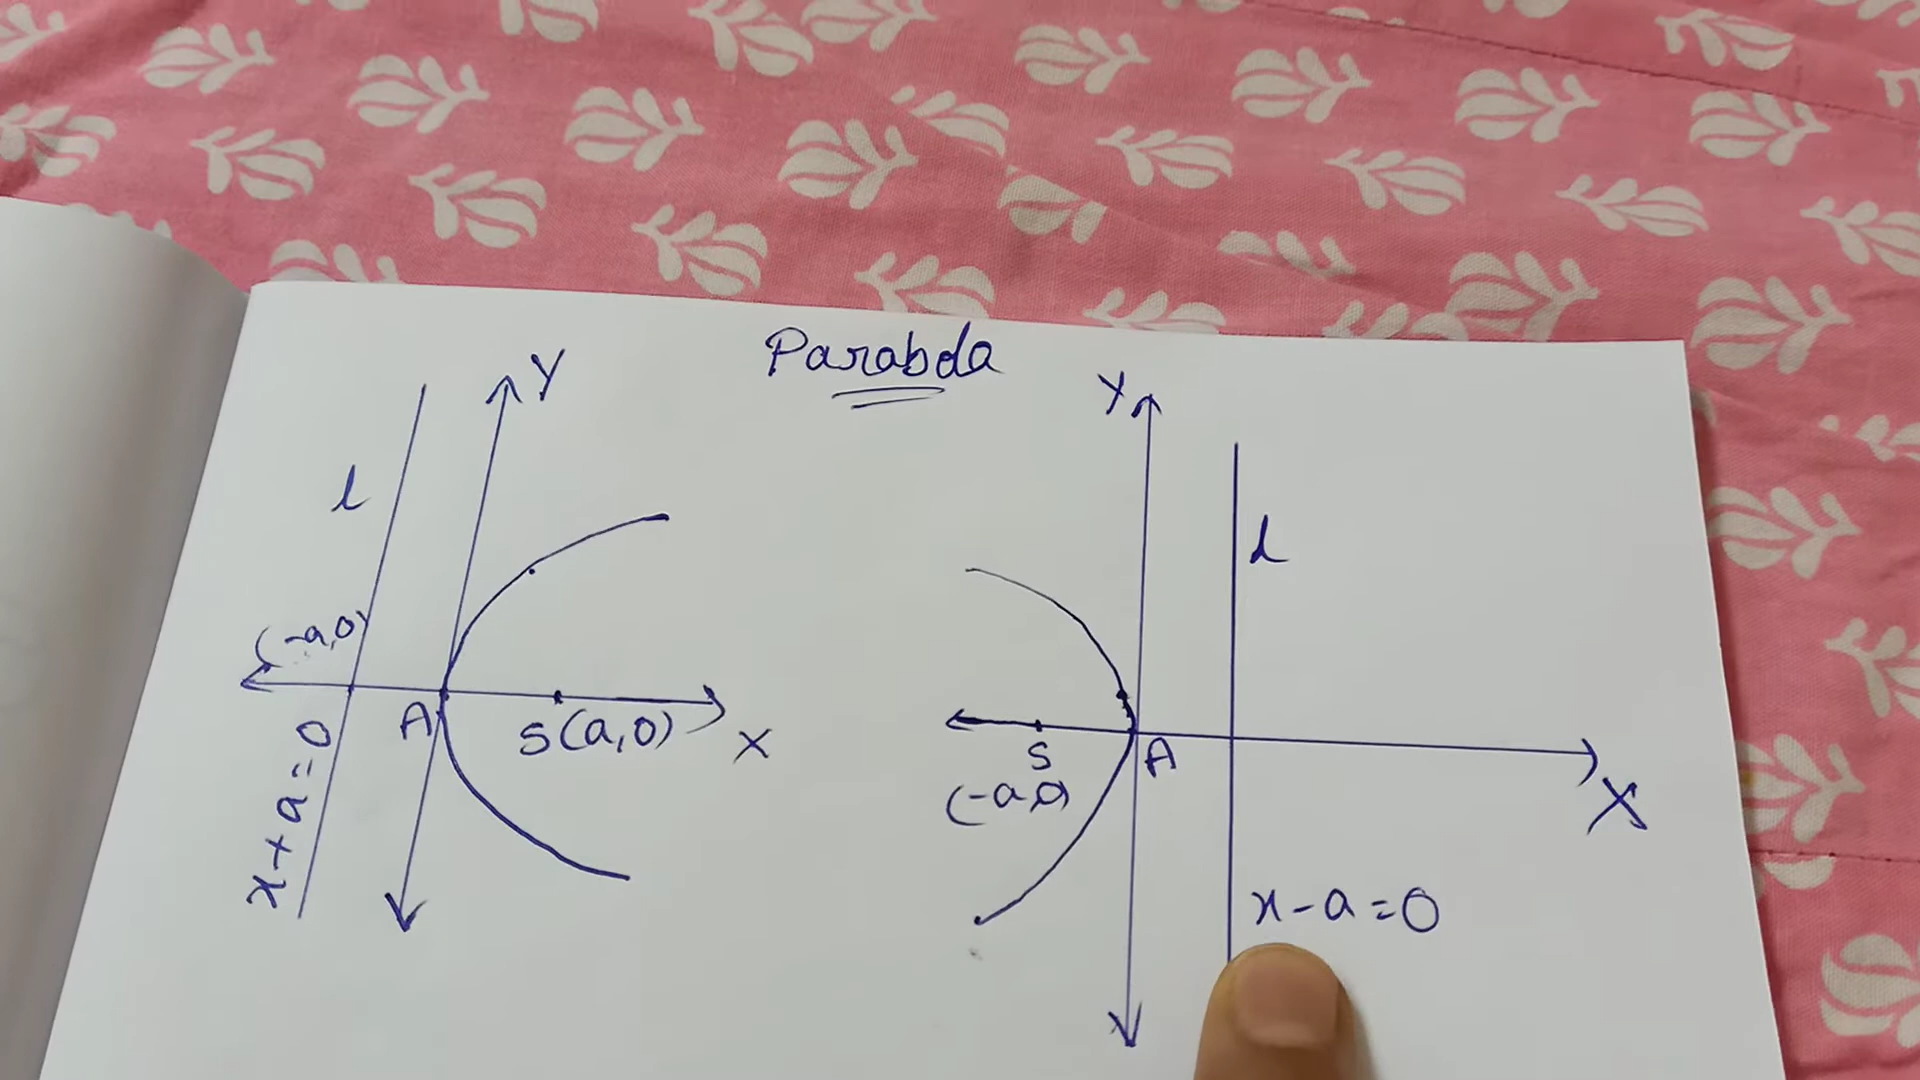 Parabola
Y
l
(-a,0)
A
S(a,0)
X
x+a=0
Y
l
S
(-a,0)
A
X
x-a=0